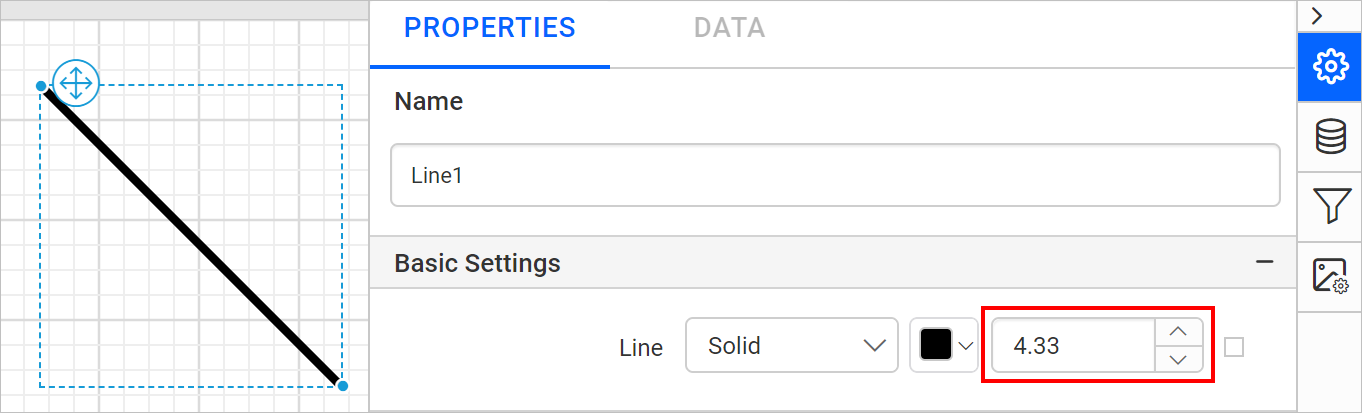 PROPERTIES DATA
Name
Line1
Basic Settings
Line Solid 4.33